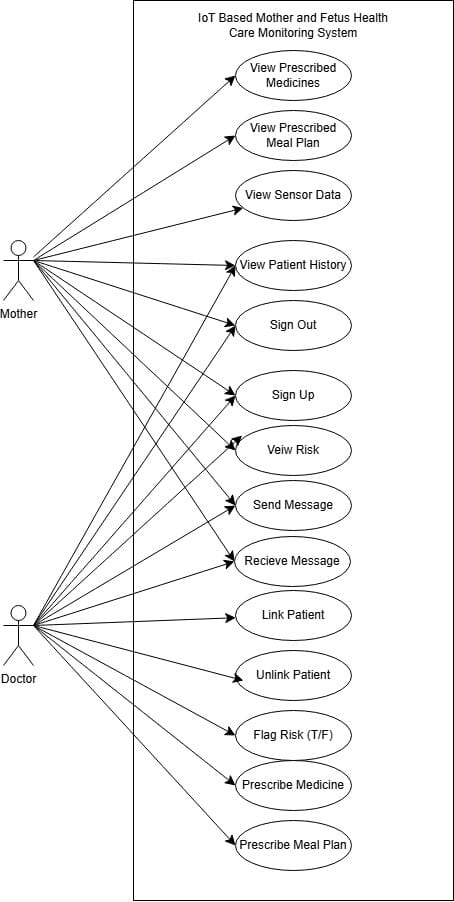 IoT Based Mother and Fetus Health
Care Monitoring System
View Prescribed
Medicines
View Prescribed
Meal Plan
View Sensor Data
View Patient History
Mother
Sign Out
Sign Up
Veiw Risk
Send Message
Recieve Message
Link Patient
Doctor
Unlink Patient
Flag Risk (T/F)
Prescribe Medicine
Prescribe Meal Plan